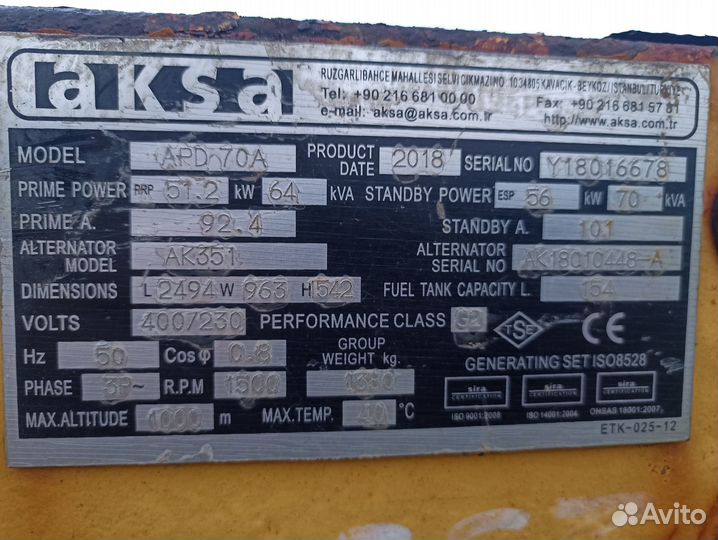 aksa
RUZGARLIBAHCE MAHALLESI SELVI CIKMAZI NO: 10 34805 KAVACIK - BEYKOZ / ISTANBUL / TURKIYE
Tel: +90 216 681 00 00 Fax: +90 216 681 57 81
e-mail: aksa@aksa.com.tr http://www.aksa.com.tr
MODEL APD 70A PRODUCT DATE 2018 SERIAL NO Y18016678
PRIME POWER PRP 51.2 kW 64 kVA STANDBY POWER ESP 56 kW 70 kVA
PRIME A. 92.4 STANDBY A. 101
ALTERNATOR MODEL AK351 ALTERNATOR SERIAL NO AK18010448-A
DIMENSIONS L 2494 W 963 H 1542 FUEL TANK CAPACITY L. 154
VOLTS 400/230 PERFORMANCE CLASS G2 TSE CE
Hz 50 Cos φ 0.8 GROUP WEIGHT kg. 1380 GENERATING SET ISO8528
PHASE 3P~ R.P.M 1500 sira CERTIFICATION sira CERTIFICATION sira CERTIFICATION
ISO 9001:2008 ISO 14001:2004 OHSAS 18001:2007
MAX.ALTITUDE 1000 m MAX.TEMP. 40 °C
ETK-025-12
Avito